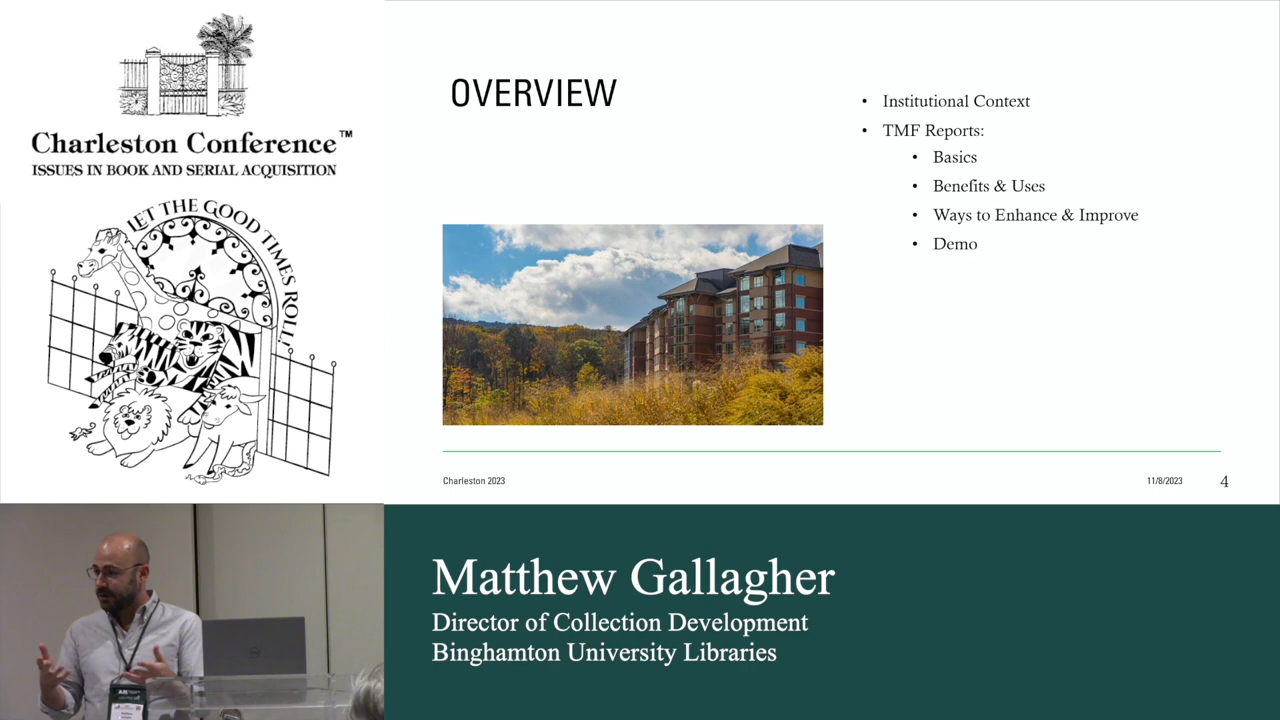 Charleston Conference™
ISSUES IN BOOK AND SERIAL ACQUISITION
LET THE GOOD TIMES ROLL!
OVERVIEW
• Institutional Context
• TMF Reports:
• Basics
• Benefits & Uses
• Ways to Enhance & Improve
• Demo
Charleston 2023
11/8/2023
4
Matthew Gallagher
Director of Collection Development
Binghamton University Libraries